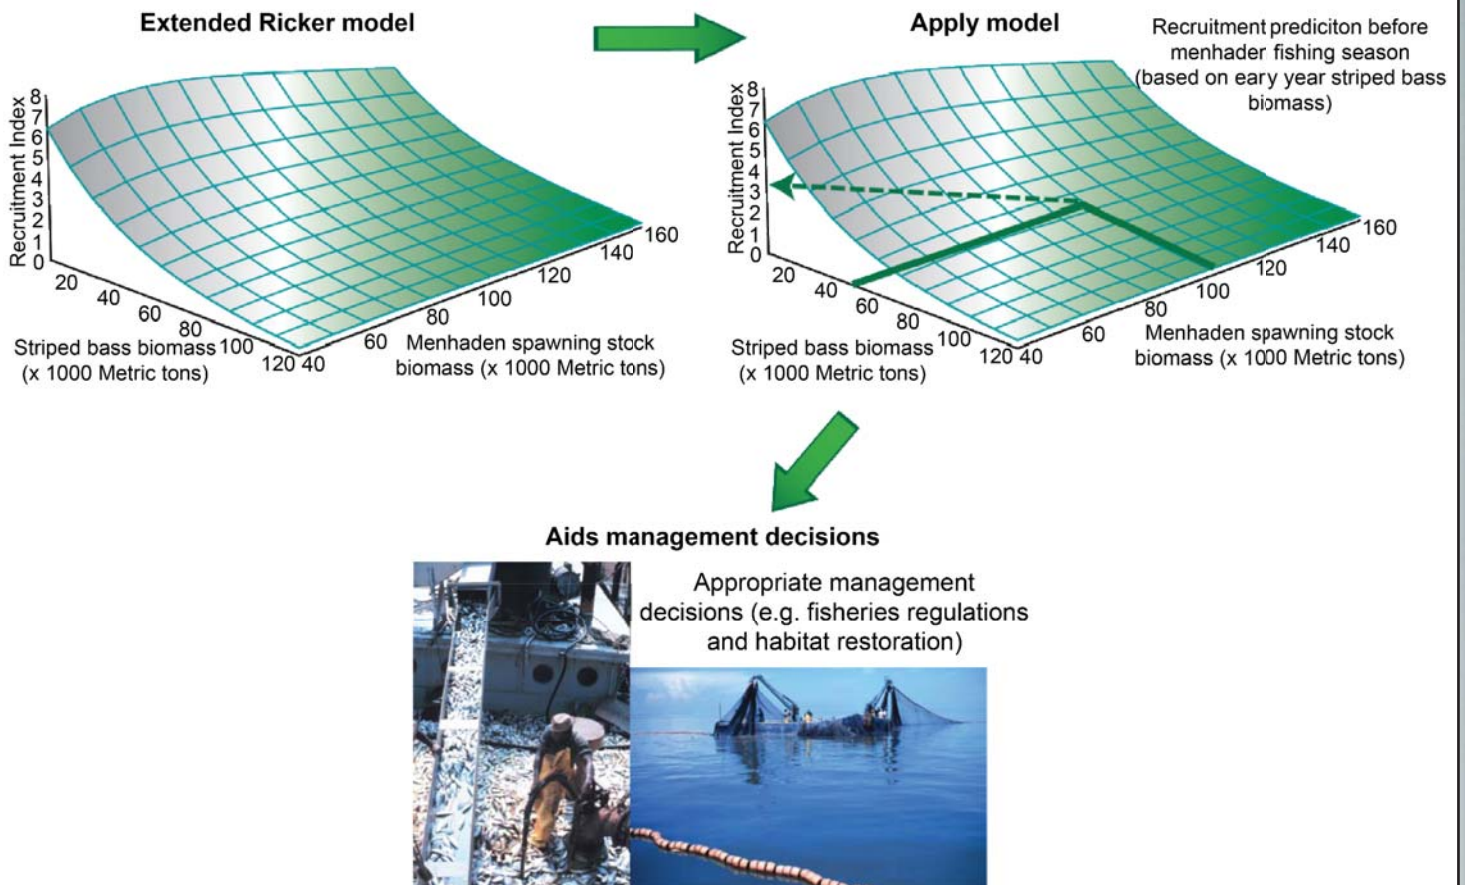 Extended Ricker model
Recruitment Index
8
7
6
5
4
3
2
1
0
20
40
60
80
100
120
Striped bass biomass
(x 1000 Metric tons)
40
60
80
100
120
140
160
Menhaden spawning stock
biomass (x 1000 Metric tons)
Apply model
Recruitment prediciton before
menhader fishing season
(based on eary year striped bass
biomass)
Recruitment Index
8
7
6
5
4
3
2
1
0
20
40
60
80
100
120
Striped bass biomass
(x 1000 Metric tons)
40
60
80
100
120
140
160
Menhaden spawning stock
biomass (x 1000 Metric tons)
Aids management decisions
Appropriate management
decisions (e.g. fisheries regulations
and habitat restoration)